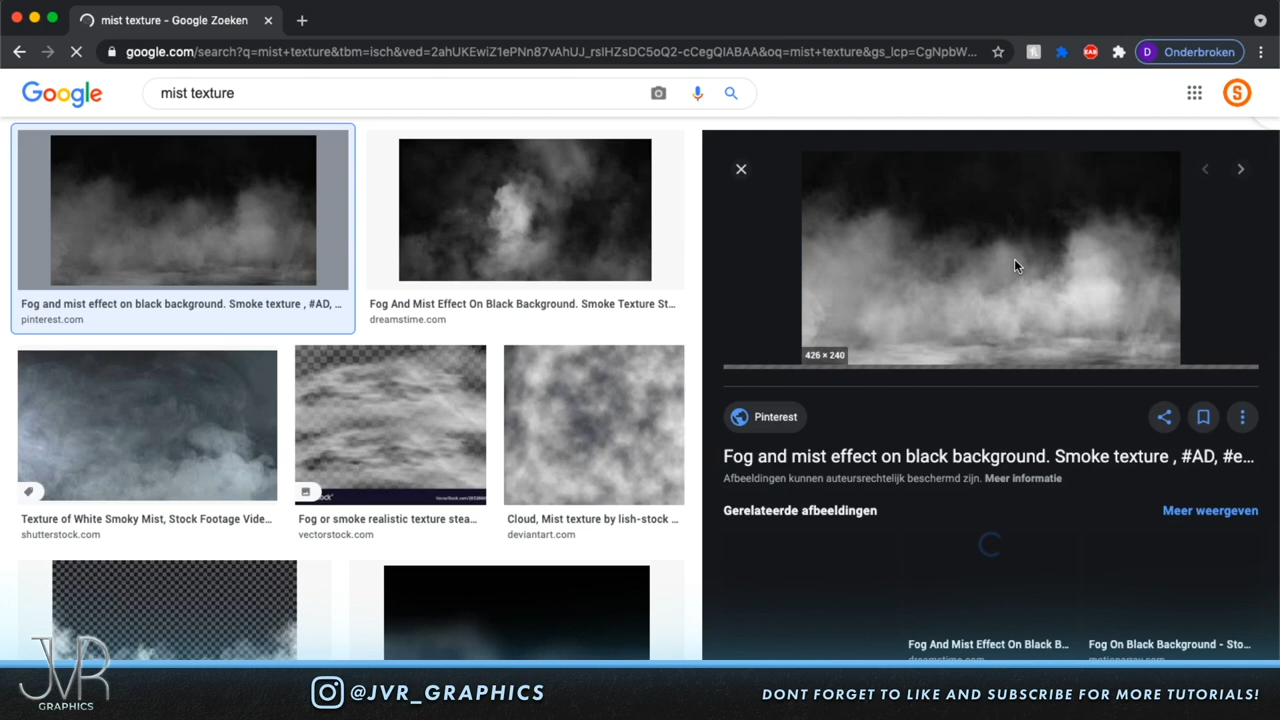 mist texture - Google Zoeken
google.com/search?q=mist+texture&tbm=isch&ved=2ahUKEwiZ1ePNn87vAhUJ_rsIHZsDC5oQ2-cCegQIABAA&oq=mist+texture&gs_lcp=CgNpbW...
D Onderbroken
Google
mist texture
S
Fog and mist effect on black background. Smoke texture , #AD, ...
pinterest.com
Fog And Mist Effect On Black Background. Smoke Texture St...
dreamstime.com
426 × 240
Pinterest
Fog and mist effect on black background. Smoke texture , #AD, #e...
Afbeeldingen kunnen auteursrechtelijk beschermd zijn. Meer informatie
Texture of White Smoky Mist, Stock Footage Vide...
shutterstock.com
Fog or smoke realistic texture stea...
vectorstock.com
Cloud, Mist texture by lish-stock ...
deviantart.com
Gerelateerde afbeeldingen
Meer weergeven
Fog And Mist Effect On Black B...
dreamstime.com
Fog On Black Background - Sto...
JVR
GRAPHICS
@JVR_GRAPHICS
DONT FORGET TO LIKE AND SUBSCRIBE FOR MORE TUTORIALS!